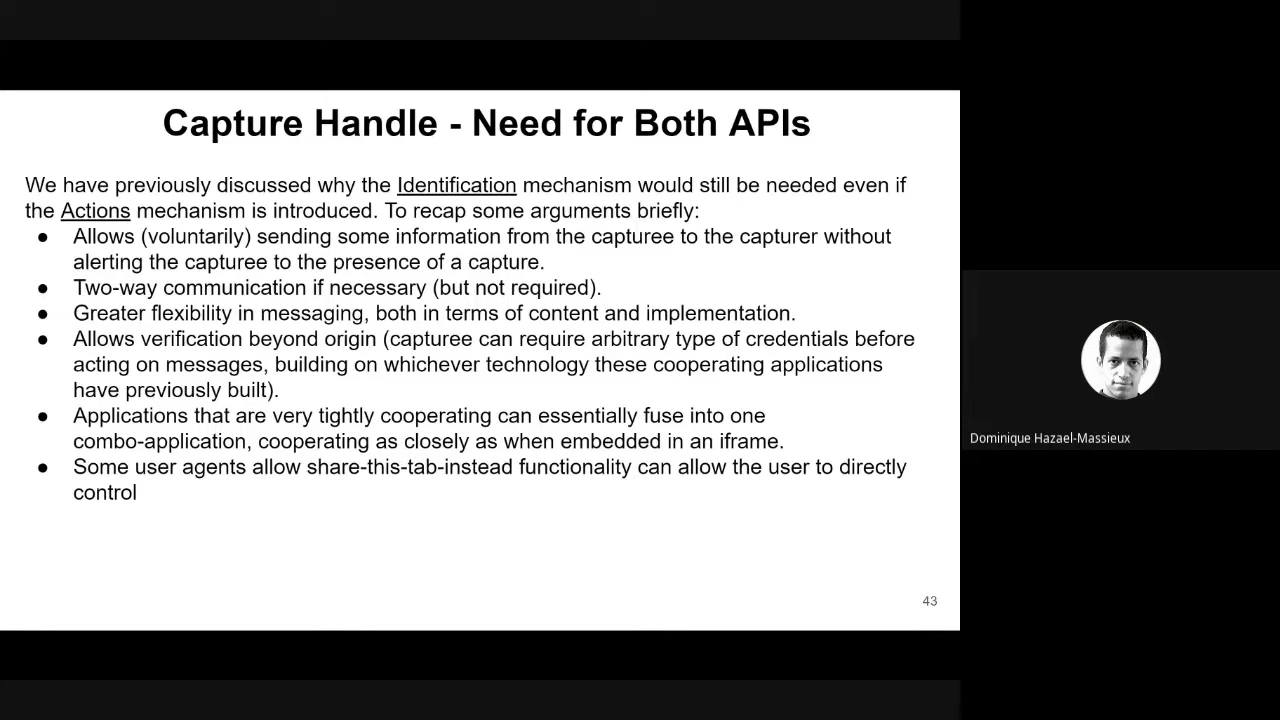 Capture Handle - Need for Both APIs
We have previously discussed why the Identification mechanism would still be needed even if
the Actions mechanism is introduced. To recap some arguments briefly:
● Allows (voluntarily) sending some information from the capturee to the capturer without
alerting the capturee to the presence of a capture.
● Two-way communication if necessary (but not required).
● Greater flexibility in messaging, both in terms of content and implementation.
● Allows verification beyond origin (capturee can require arbitrary type of credentials before
acting on messages, building on whichever technology these cooperating applications
have previously built).
● Applications that are very tightly cooperating can essentially fuse into one
combo-application, cooperating as closely as when embedded in an iframe.
● Some user agents allow share-this-tab-instead functionality can allow the user to directly
control
43
Dominique Hazael-Massieux